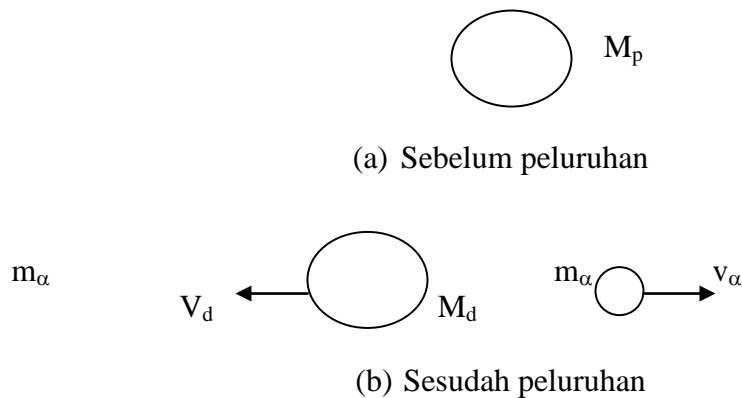 M_p
(a) Sebelum peluruhan
m_α V_d M_d m_α v_α
(b) Sesudah peluruhan